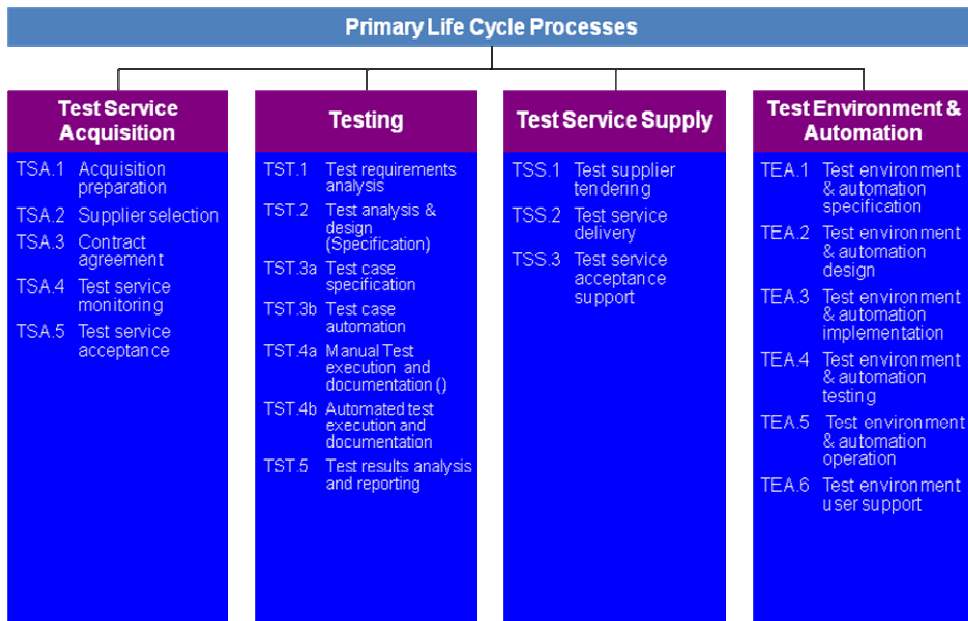 Primary Life Cycle Processes
Test Service
Acquisition
TSA.1 Acquisition
preparation
TSA.2 Supplier selection
TSA.3 Contract
agreement
TSA.4 Test service
monitoring
TSA.5 Test service
acceptance
Testing
TST.1 Test requirements
analysis
TST.2 Test analysis &
design
(Specification)
TST.3a Test case
specification
TST.3b Test case
automation
TST.4a Manual Test
execution and
documentation ()
TST.4b Automated test
execution and
documentation
TST.5 Test results analysis
and reporting
Test Service Supply
TSS.1 Test supplier
tendering
TSS.2 Test service
delivery
TSS.3 Test service
acceptance
support
Test Environment &
Automation
TEA.1 Test environment
& automation
specification
TEA.2 Test environment
& automation
design
TEA.3 Test environment
& automation
implementation
TEA.4 Test environment
& automation
testing
TEA.5 Test environment
& automation
operation
TEA.6 Test environment
user support